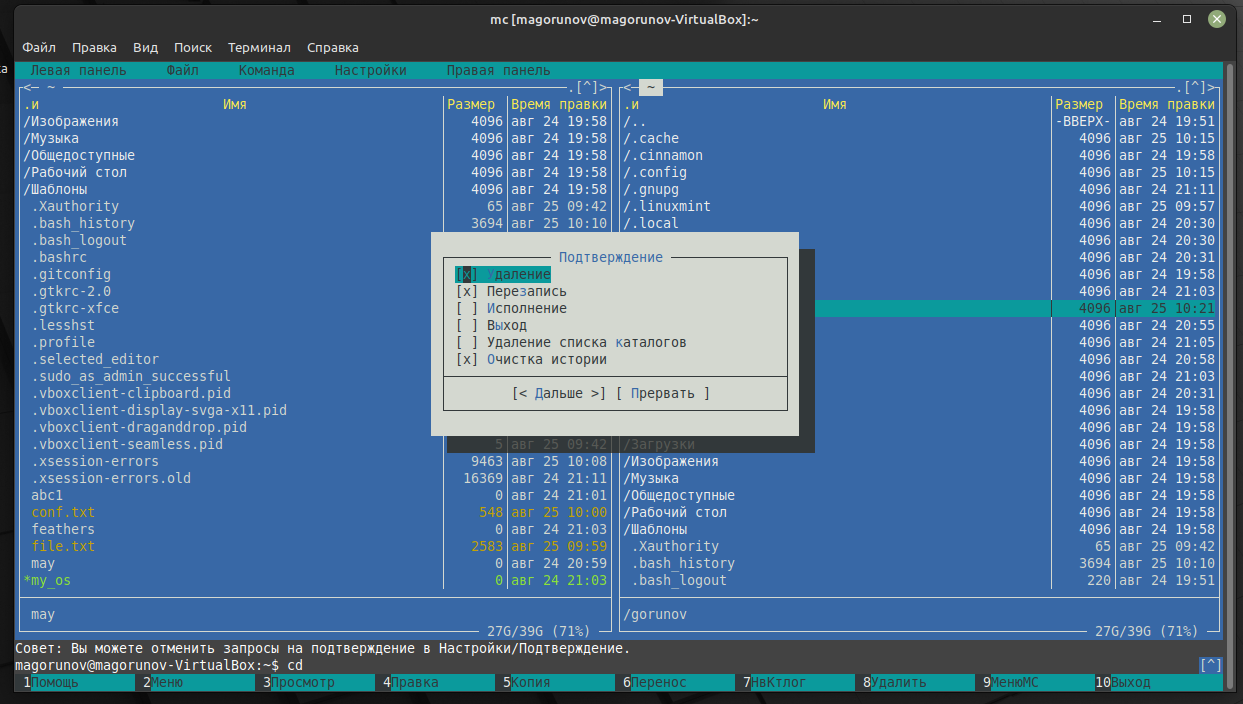 mc [magorunov@magorunov-VirtualBox]:~
Файл Правка Вид Поиск Терминал Справка
ка
Левая панель Файл Команда Настройки Правая панель
<─ ~ .[^]> <─ ~ .[^]>
.и Имя Размер Время правки .и Имя Размер Время правки
/Изображения 4096 авг 24 19:58 /.. -ВВЕРХ- авг 24 19:51
/Музыка 4096 авг 24 19:58 /.cache 4096 авг 25 10:15
/Общедоступные 4096 авг 24 19:58 /.cinnamon 4096 авг 24 19:58
/Рабочий стол 4096 авг 24 19:58 /.config 4096 авг 25 10:15
/Шаблоны 4096 авг 24 19:58 /.gnupg 4096 авг 24 21:11
.Xauthority 65 авг 25 09:42 /.linuxmint 4096 авг 25 09:57
.bash_history 3694 авг 25 10:10 /.local 4096 авг 24 20:30
.bash_logout 4096 авг 24 20:30
.bashrc Подтверждение 4096 авг 24 20:31
.gitconfig [x] Удаление 4096 авг 24 19:58
.gtkrc-2.0 [x] Перезапись 4096 авг 24 21:03
.gtkrc-xfce [ ] Исполнение 4096 авг 25 10:21
.lesshst [ ] Выход 4096 авг 24 20:55
.profile [ ] Удаление списка каталогов 4096 авг 24 21:05
.selected_editor [x] Очистка истории 4096 авг 24 20:58
.sudo_as_admin_successful 4096 авг 24 21:03
.vboxclient-clipboard.pid [< Дальше >] [ Прервать ] 4096 авг 24 20:31
.vboxclient-display-svga-x11.pid 4096 авг 24 19:58
.vboxclient-draganddrop.pid 4096 авг 24 19:58
.vboxclient-seamless.pid 5 авг 25 09:42 /Загрузки 4096 авг 24 19:58
.xsession-errors 9463 авг 25 10:08 /Изображения 4096 авг 24 19:58
.xsession-errors.old 16369 авг 24 21:11 /Музыка 4096 авг 24 19:58
abc1 0 авг 24 21:01 /Общедоступные 4096 авг 24 19:58
conf.txt 548 авг 25 10:00 /Рабочий стол 4096 авг 24 19:58
feathers 0 авг 24 21:03 /Шаблоны 4096 авг 24 19:58
file.txt 2583 авг 25 09:59 .Xauthority 65 авг 25 09:42
may 0 авг 24 20:59 .bash_history 3694 авг 25 10:10
*my_os 0 авг 24 21:03 .bash_logout 220 авг 24 19:51
may /gorunov
27G/39G (71%) 27G/39G (71%)
Совет: Вы можете отменить запросы на подтверждение в Настройки/Подтверждение.
magorunov@magorunov-VirtualBox:~$ cd [^]
1Помощь 2Меню 3Просмотр 4Правка 5Копия 6Перенос 7НвКтлог 8Удалить 9МенюМС 10Выход